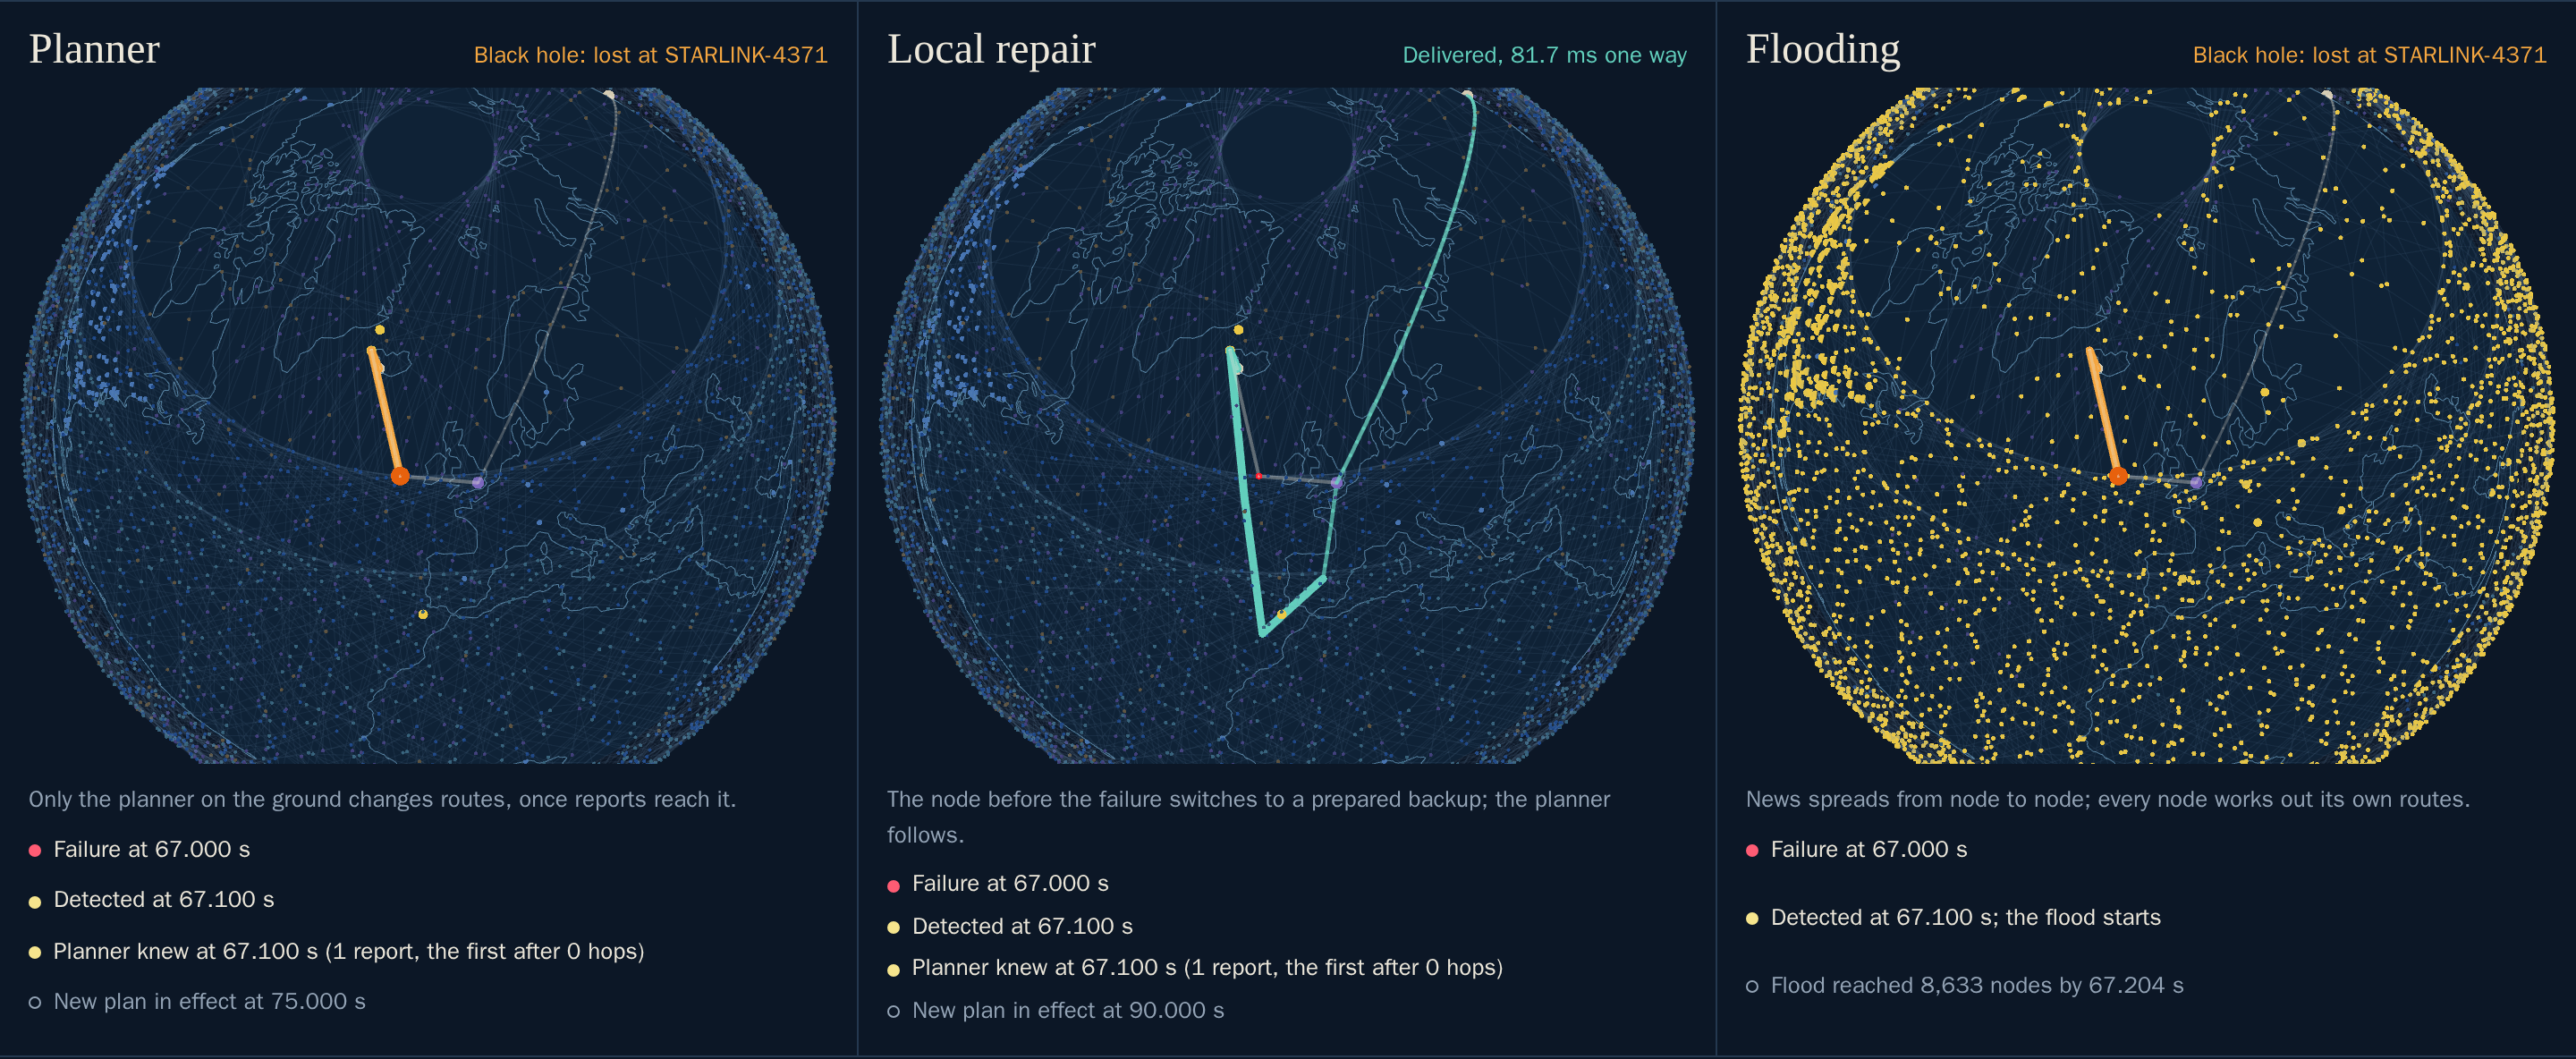 Planner
Black hole: lost at STARLINK-4371
Only the planner on the ground changes routes, once reports reach it.
Failure at 67.000 s
Detected at 67.100 s
Planner knew at 67.100 s (1 report, the first after 0 hops)
New plan in effect at 75.000 s
Local repair
Delivered, 81.7 ms one way
The node before the failure switches to a prepared backup; the planner
follows.
Failure at 67.000 s
Detected at 67.100 s
Planner knew at 67.100 s (1 report, the first after 0 hops)
New plan in effect at 90.000 s
Flooding
Black hole: lost at STARLINK-4371
News spreads from node to node; every node works out its own routes.
Failure at 67.000 s
Detected at 67.100 s; the flood starts
Flood reached 8,633 nodes by 67.204 s